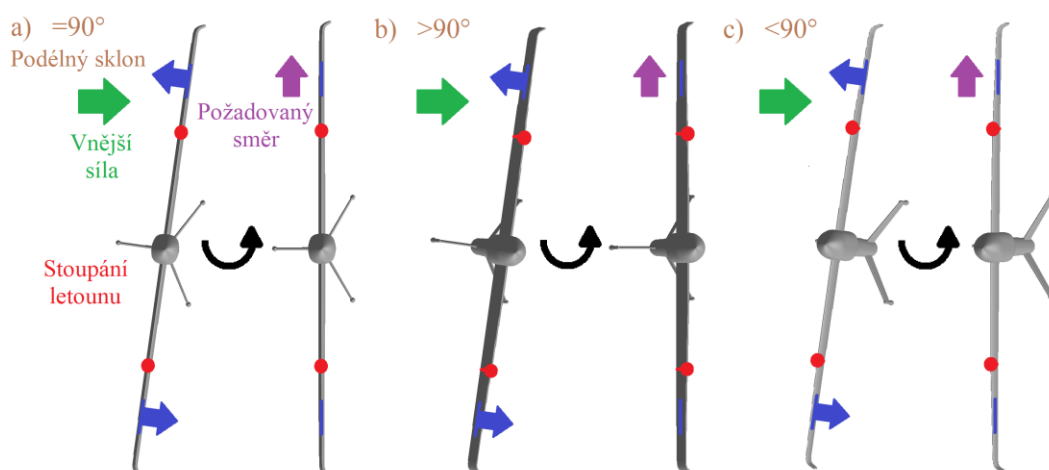 a) =90°
Podélný sklon
Vnější
síla
Požadovaný
směr
Stoupání
letounu
b) >90°
c) <90°